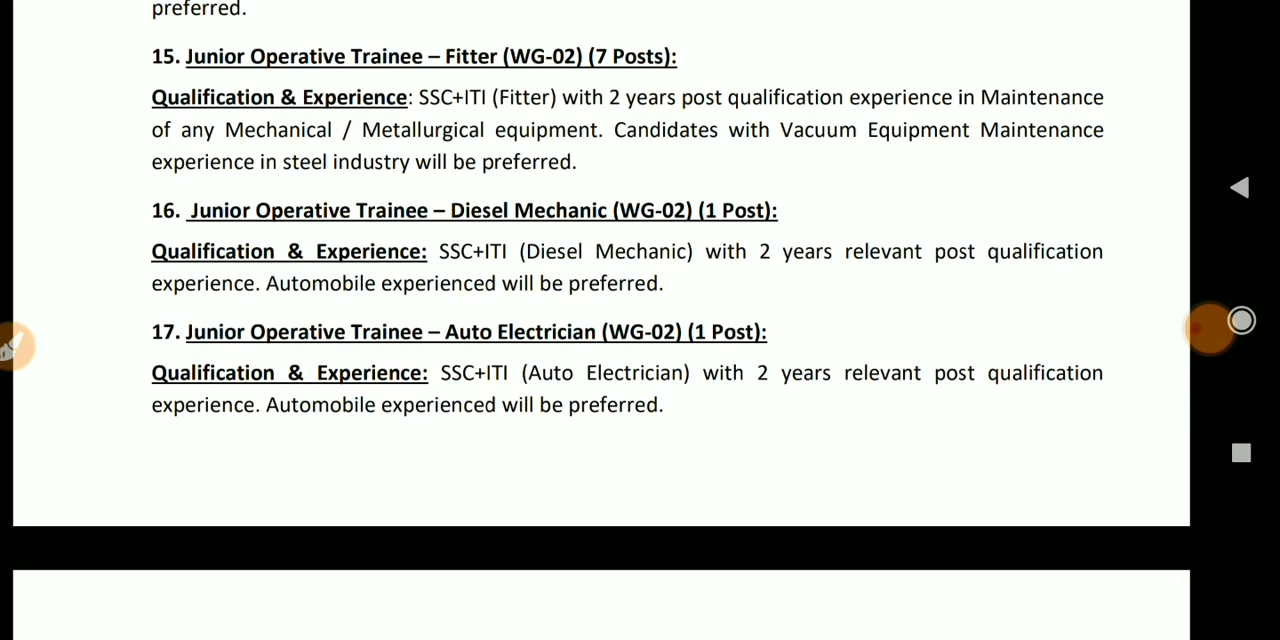 preferred.
15. Junior Operative Trainee – Fitter (WG-02) (7 Posts):
Qualification & Experience: SSC+ITI (Fitter) with 2 years post qualification experience in Maintenance
of any Mechanical / Metallurgical equipment. Candidates with Vacuum Equipment Maintenance
experience in steel industry will be preferred.
16. Junior Operative Trainee – Diesel Mechanic (WG-02) (1 Post):
Qualification & Experience: SSC+ITI (Diesel Mechanic) with 2 years relevant post qualification
experience. Automobile experienced will be preferred.
17. Junior Operative Trainee – Auto Electrician (WG-02) (1 Post):
Qualification & Experience: SSC+ITI (Auto Electrician) with 2 years relevant post qualification
experience. Automobile experienced will be preferred.